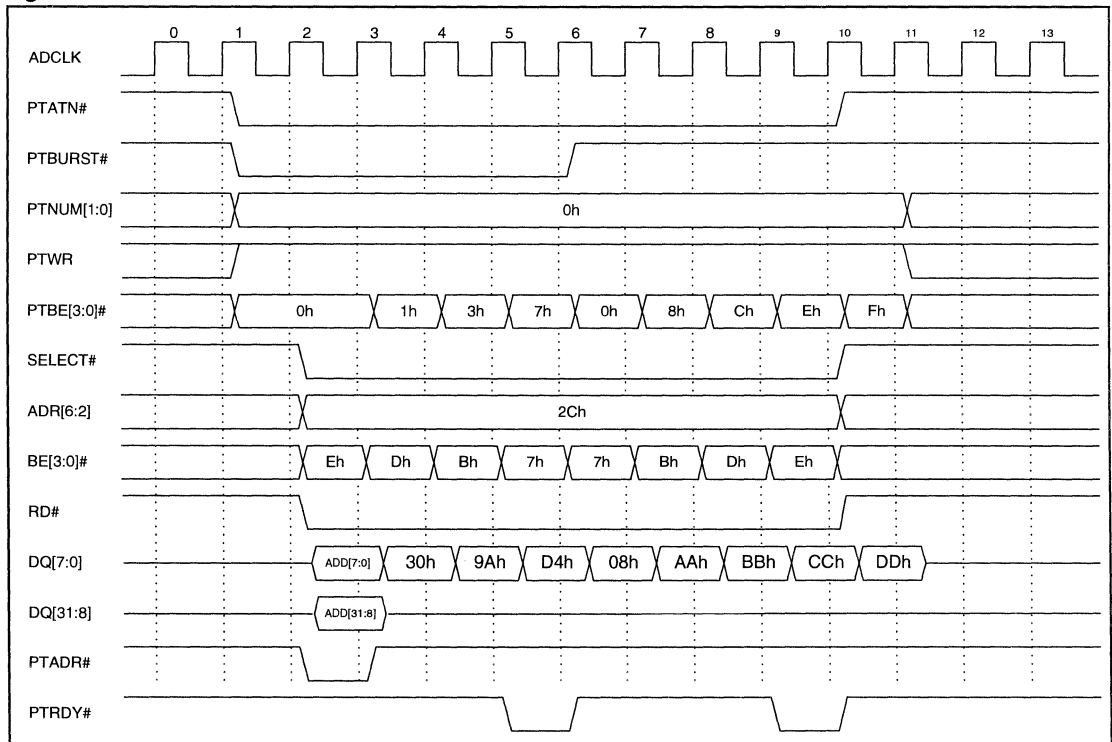 0 1 2 3 4 5 6 7 8 9 10 11 12 13
ADCLK
PTATN#
PTBURST#
PTNUM[1:0] 0h
PTWR
PTBE[3:0]# 0h 1h 3h 7h 0h 8h Ch Eh Fh
SELECT#
ADR[6:2] 2Ch
BE[3:0]# Eh Dh Bh 7h 7h Bh Dh Eh
RD#
DQ[7:0] ADD[7:0] 30h 9Ah D4h 08h AAh BBh CCh DDh
DQ[31:8] ADD[31:8]
PTADR#
PTRDY#